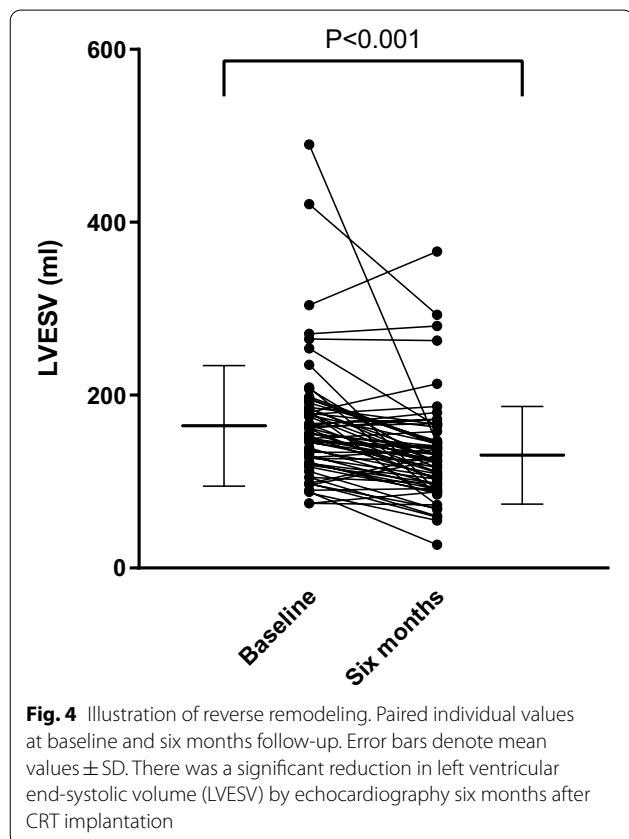 P<0.001
600
400
200
0
LVESV (ml)
Baseline
Six months
Fig. 4 Illustration of reverse remodeling. Paired individual values
at baseline and six months follow-up. Error bars denote mean
values ± SD. There was a significant reduction in left ventricular
end-systolic volume (LVESV) by echocardiography six months after
CRT implantation